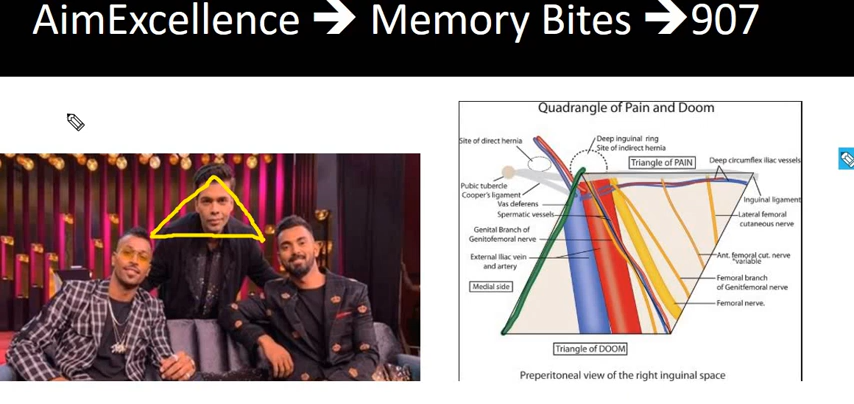 AimExcellence ➔ Memory Bites ➔907
Quadrangle of Pain and Doom
Site of direct hernia
Deep inguinal ring
Site of indirect hernia
Triangle of PAIN
Deep circumflex iliac vessels
Pubic tubercle
Cooper's ligament
Inguinal ligament
Vas deferens
Spermatic vessels
Lateral femoral
cutaneous nerve
Genital Branch of
Genitofemoral nerve
External Iliac vein
and artery
Ant. femoral cut. nerve
*variable
Femoral branch
of Genitofemoral nerve
Medial side
Femoral nerve.
Triangle of DOOM
Preperitoneal view of the right inguinal space